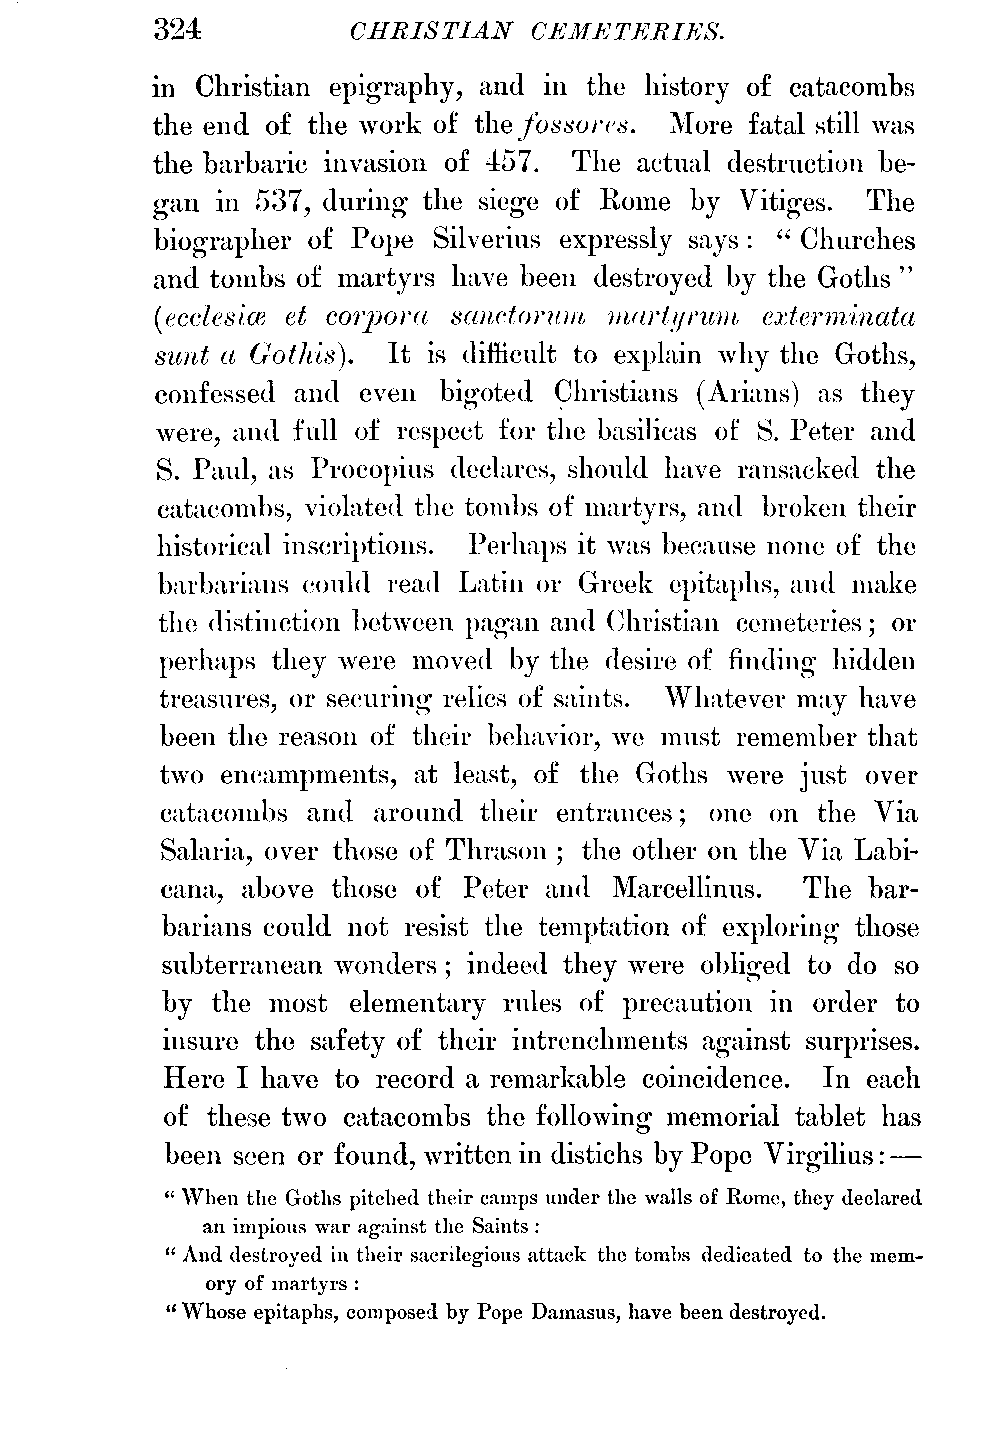 324 CHRISTIAN CEMETERIES.
in Christian epigraphy, and in the history of catacombs
the end of the work of the fossores. More fatal still was
the barbaric invasion of 457. The actual destruction be-
gan in 537, during the siege of Rome by Vitiges. The
biographer of Pope Silverius expressly says: “ Churches
and tombs of martyrs have been destroyed by the Goths ”
(ecclesiæ et corpora sanctorum martyrum exterminata
sunt a Gothis). It is difficult to explain why the Goths,
confessed and even bigoted Christians (Arians) as they
were, and full of respect for the basilicas of S. Peter and
S. Paul, as Procopius declares, should have ransacked the
catacombs, violated the tombs of martyrs, and broken their
historical inscriptions. Perhaps it was because none of the
barbarians could read Latin or Greek epitaphs, and make
the distinction between pagan and Christian cemeteries; or
perhaps they were moved by the desire of finding hidden
treasures, or securing relics of saints. Whatever may have
been the reason of their behavior, we must remember that
two encampments, at least, of the Goths were just over
catacombs and around their entrances; one on the Via
Salaria, over those of Thrason ; the other on the Via Labi-
cana, above those of Peter and Marcellinus. The bar-
barians could not resist the temptation of exploring those
subterranean wonders; indeed they were obliged to do so
by the most elementary rules of precaution in order to
insure the safety of their intrenchments against surprises.
Here I have to record a remarkable coincidence. In each
of these two catacombs the following memorial tablet has
been seen or found, written in distichs by Pope Virgilius: —
“ When the Goths pitched their camps under the walls of Rome, they declared
an impious war against the Saints :
“ And destroyed in their sacrilegious attack the tombs dedicated to the mem-
ory of martyrs :
“ Whose epitaphs, composed by Pope Damasus, have been destroyed.